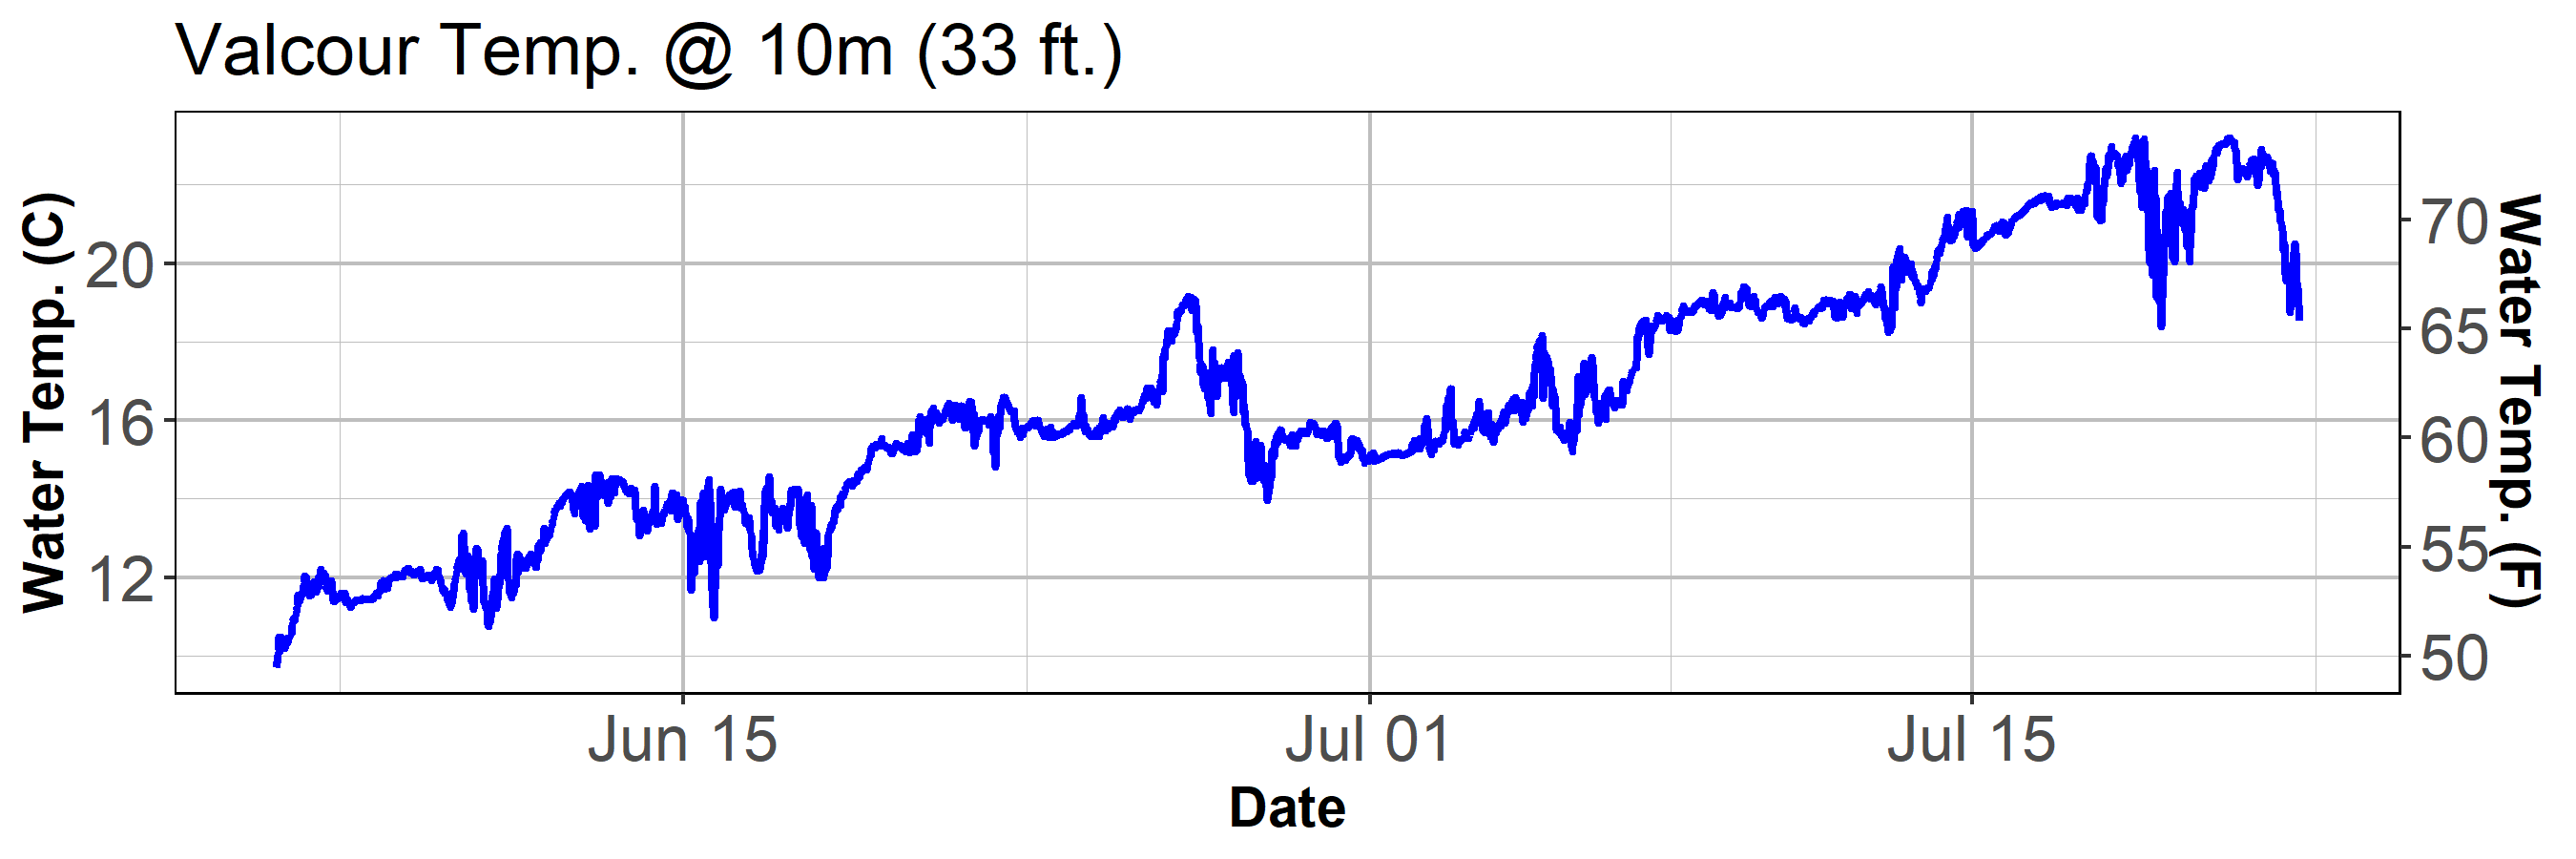 Valcour Temp. @ 10m (33 ft.)
Water Temp. (C)
20
16
12
70
65
60
55
50
Water Temp. (F)
Jun 15
Jul 01
Jul 15
Date